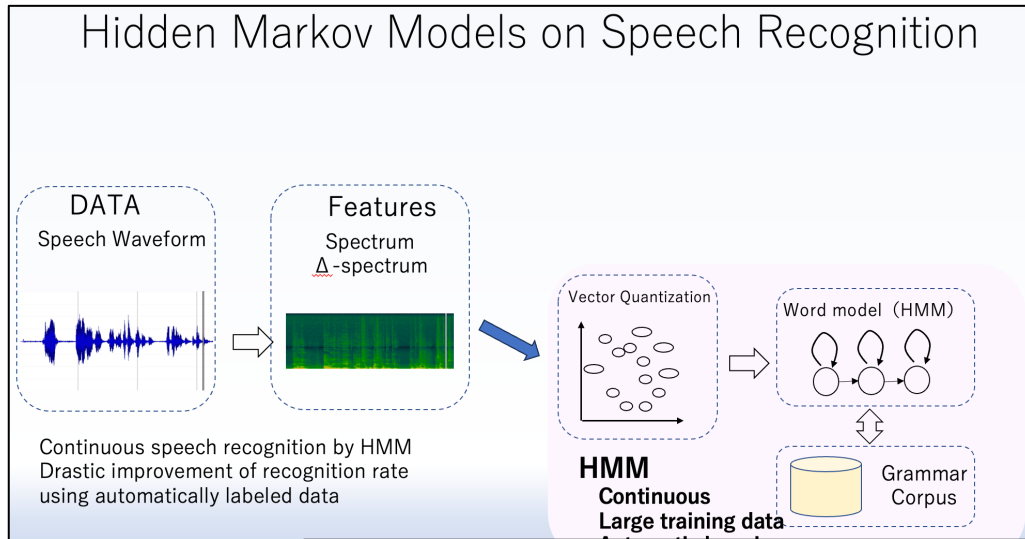 Hidden Markov Models on Speech Recognition
DATA
Speech Waveform
Features
Spectrum
Δ-spectrum
Vector Quantization
Word model（HMM）
Grammar
Corpus
Continuous speech recognition by HMM
Drastic improvement of recognition rate
using automatically labeled data
HMM
Continuous
Large training data